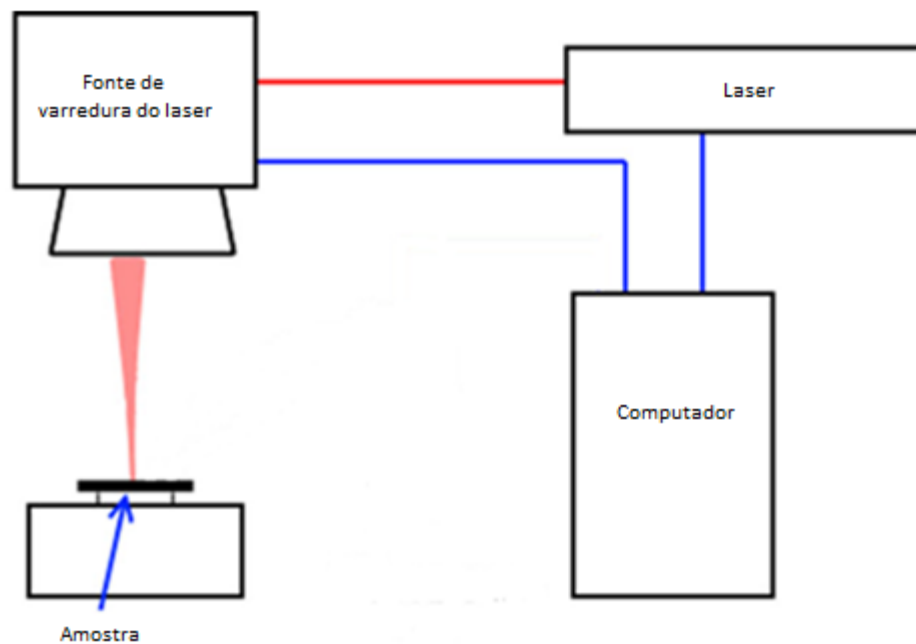 Fonte de
varredura do laser
Laser
Computador
Amostra